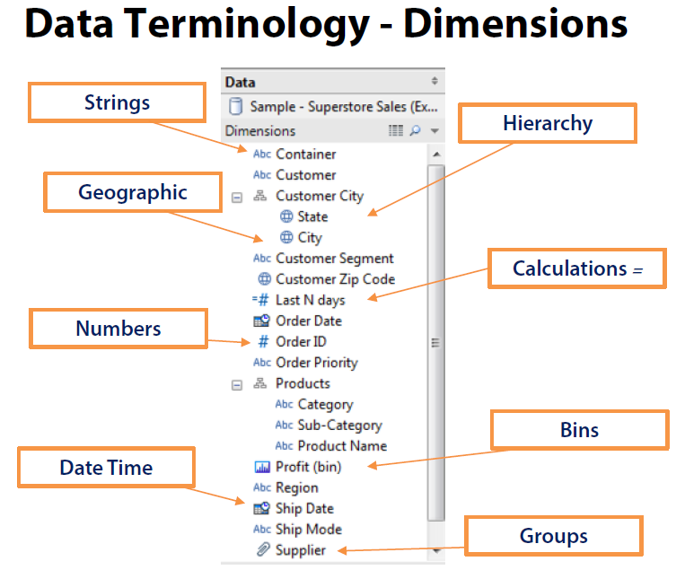 Data Terminology - Dimensions
Data
Sample - Superstore Sales (Ex...
Dimensions
Strings
Hierarchy
Geographic
Calculations =
Numbers
Bins
Date Time
Groups
Abc Container
Abc Customer
Customer City
State
City
Abc Customer Segment
Customer Zip Code
=# Last N days
Order Date
# Order ID
Abc Order Priority
Products
Abc Category
Abc Sub-Category
Abc Product Name
Profit (bin)
Abc Region
Ship Date
Abc Ship Mode
Supplier